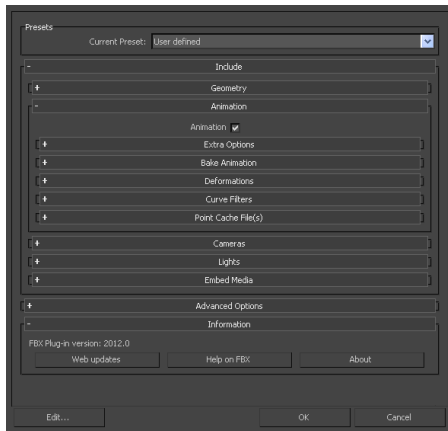 Presets
Current Preset: User defined
- Include
+ Geometry
- Animation
Animation
+ Extra Options
+ Bake Animation
+ Deformations
+ Curve Filters
+ Point Cache File(s)
+ Cameras
+ Lights
+ Embed Media
+ Advanced Options
- Information
FBX Plug-in version: 2012.0
Web updates Help on FBX About
Edit... OK Cancel